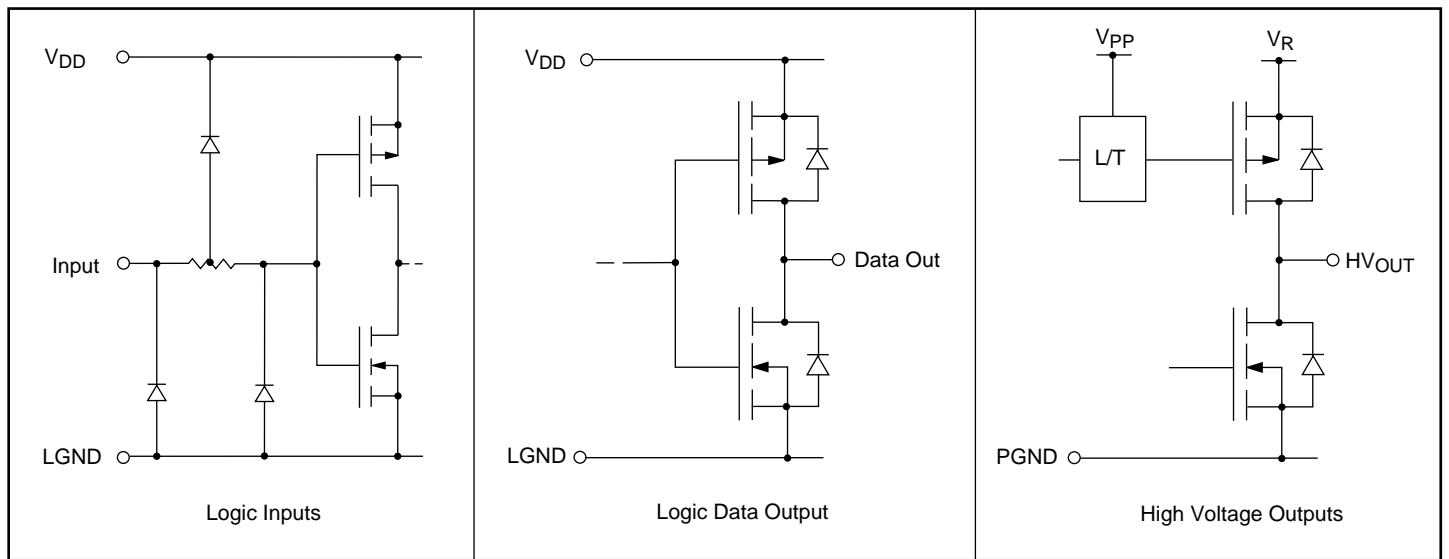 VDD
Input
LGND
Logic Inputs
VDD
Data Out
LGND
Logic Data Output
VPP
VR
L/T
HVOUT
PGND
High Voltage Outputs